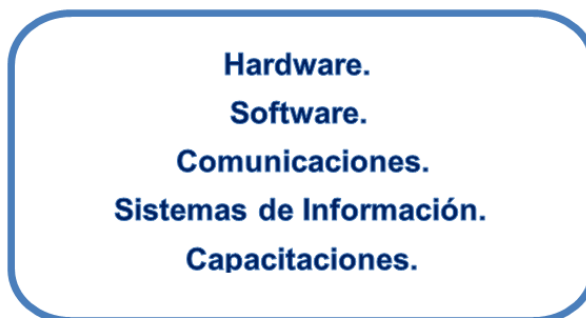 Hardware.
Software.
Comunicaciones.
Sistemas de Información.
Capacitaciones.